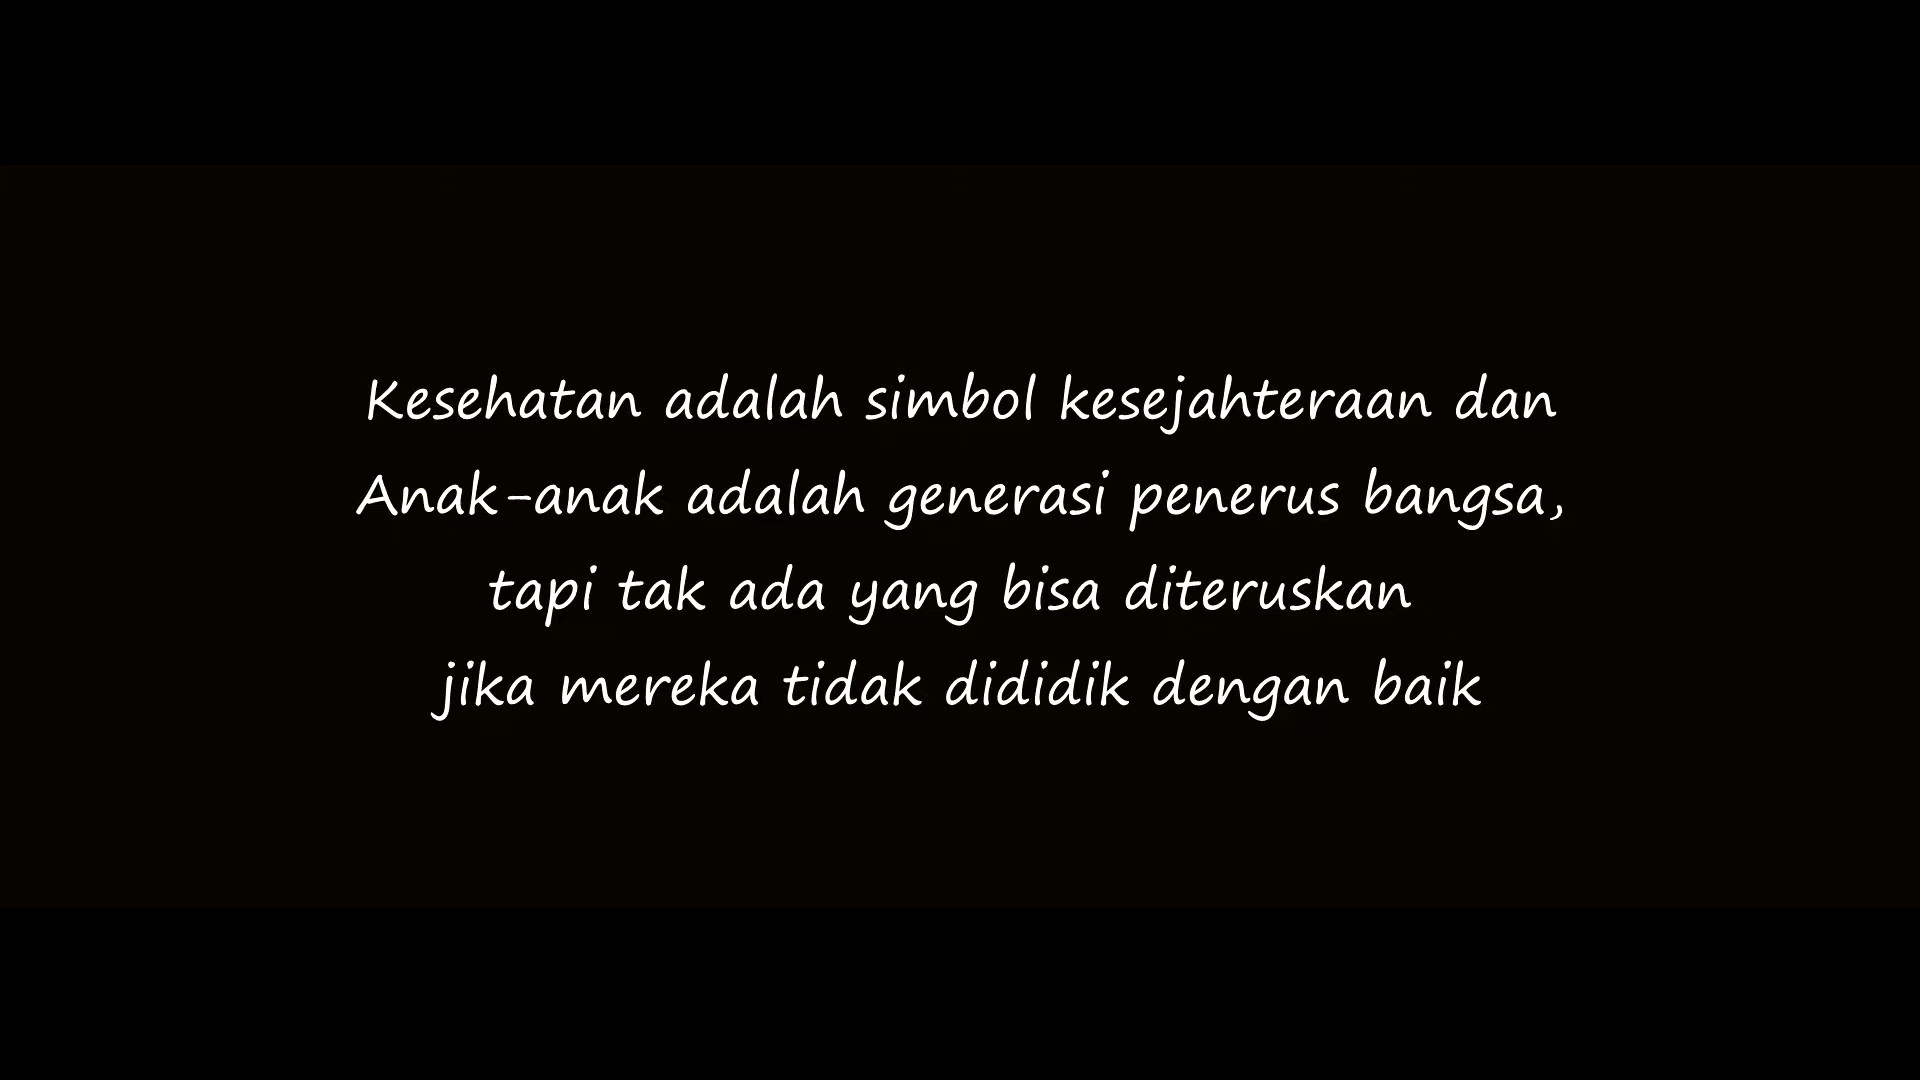 Kesehatan adalah simbol kesejahteraan dan
Anak-anak adalah generasi penerus bangsa,
tapi tak ada yang bisa diteruskan
jika mereka tidak dididik dengan baik